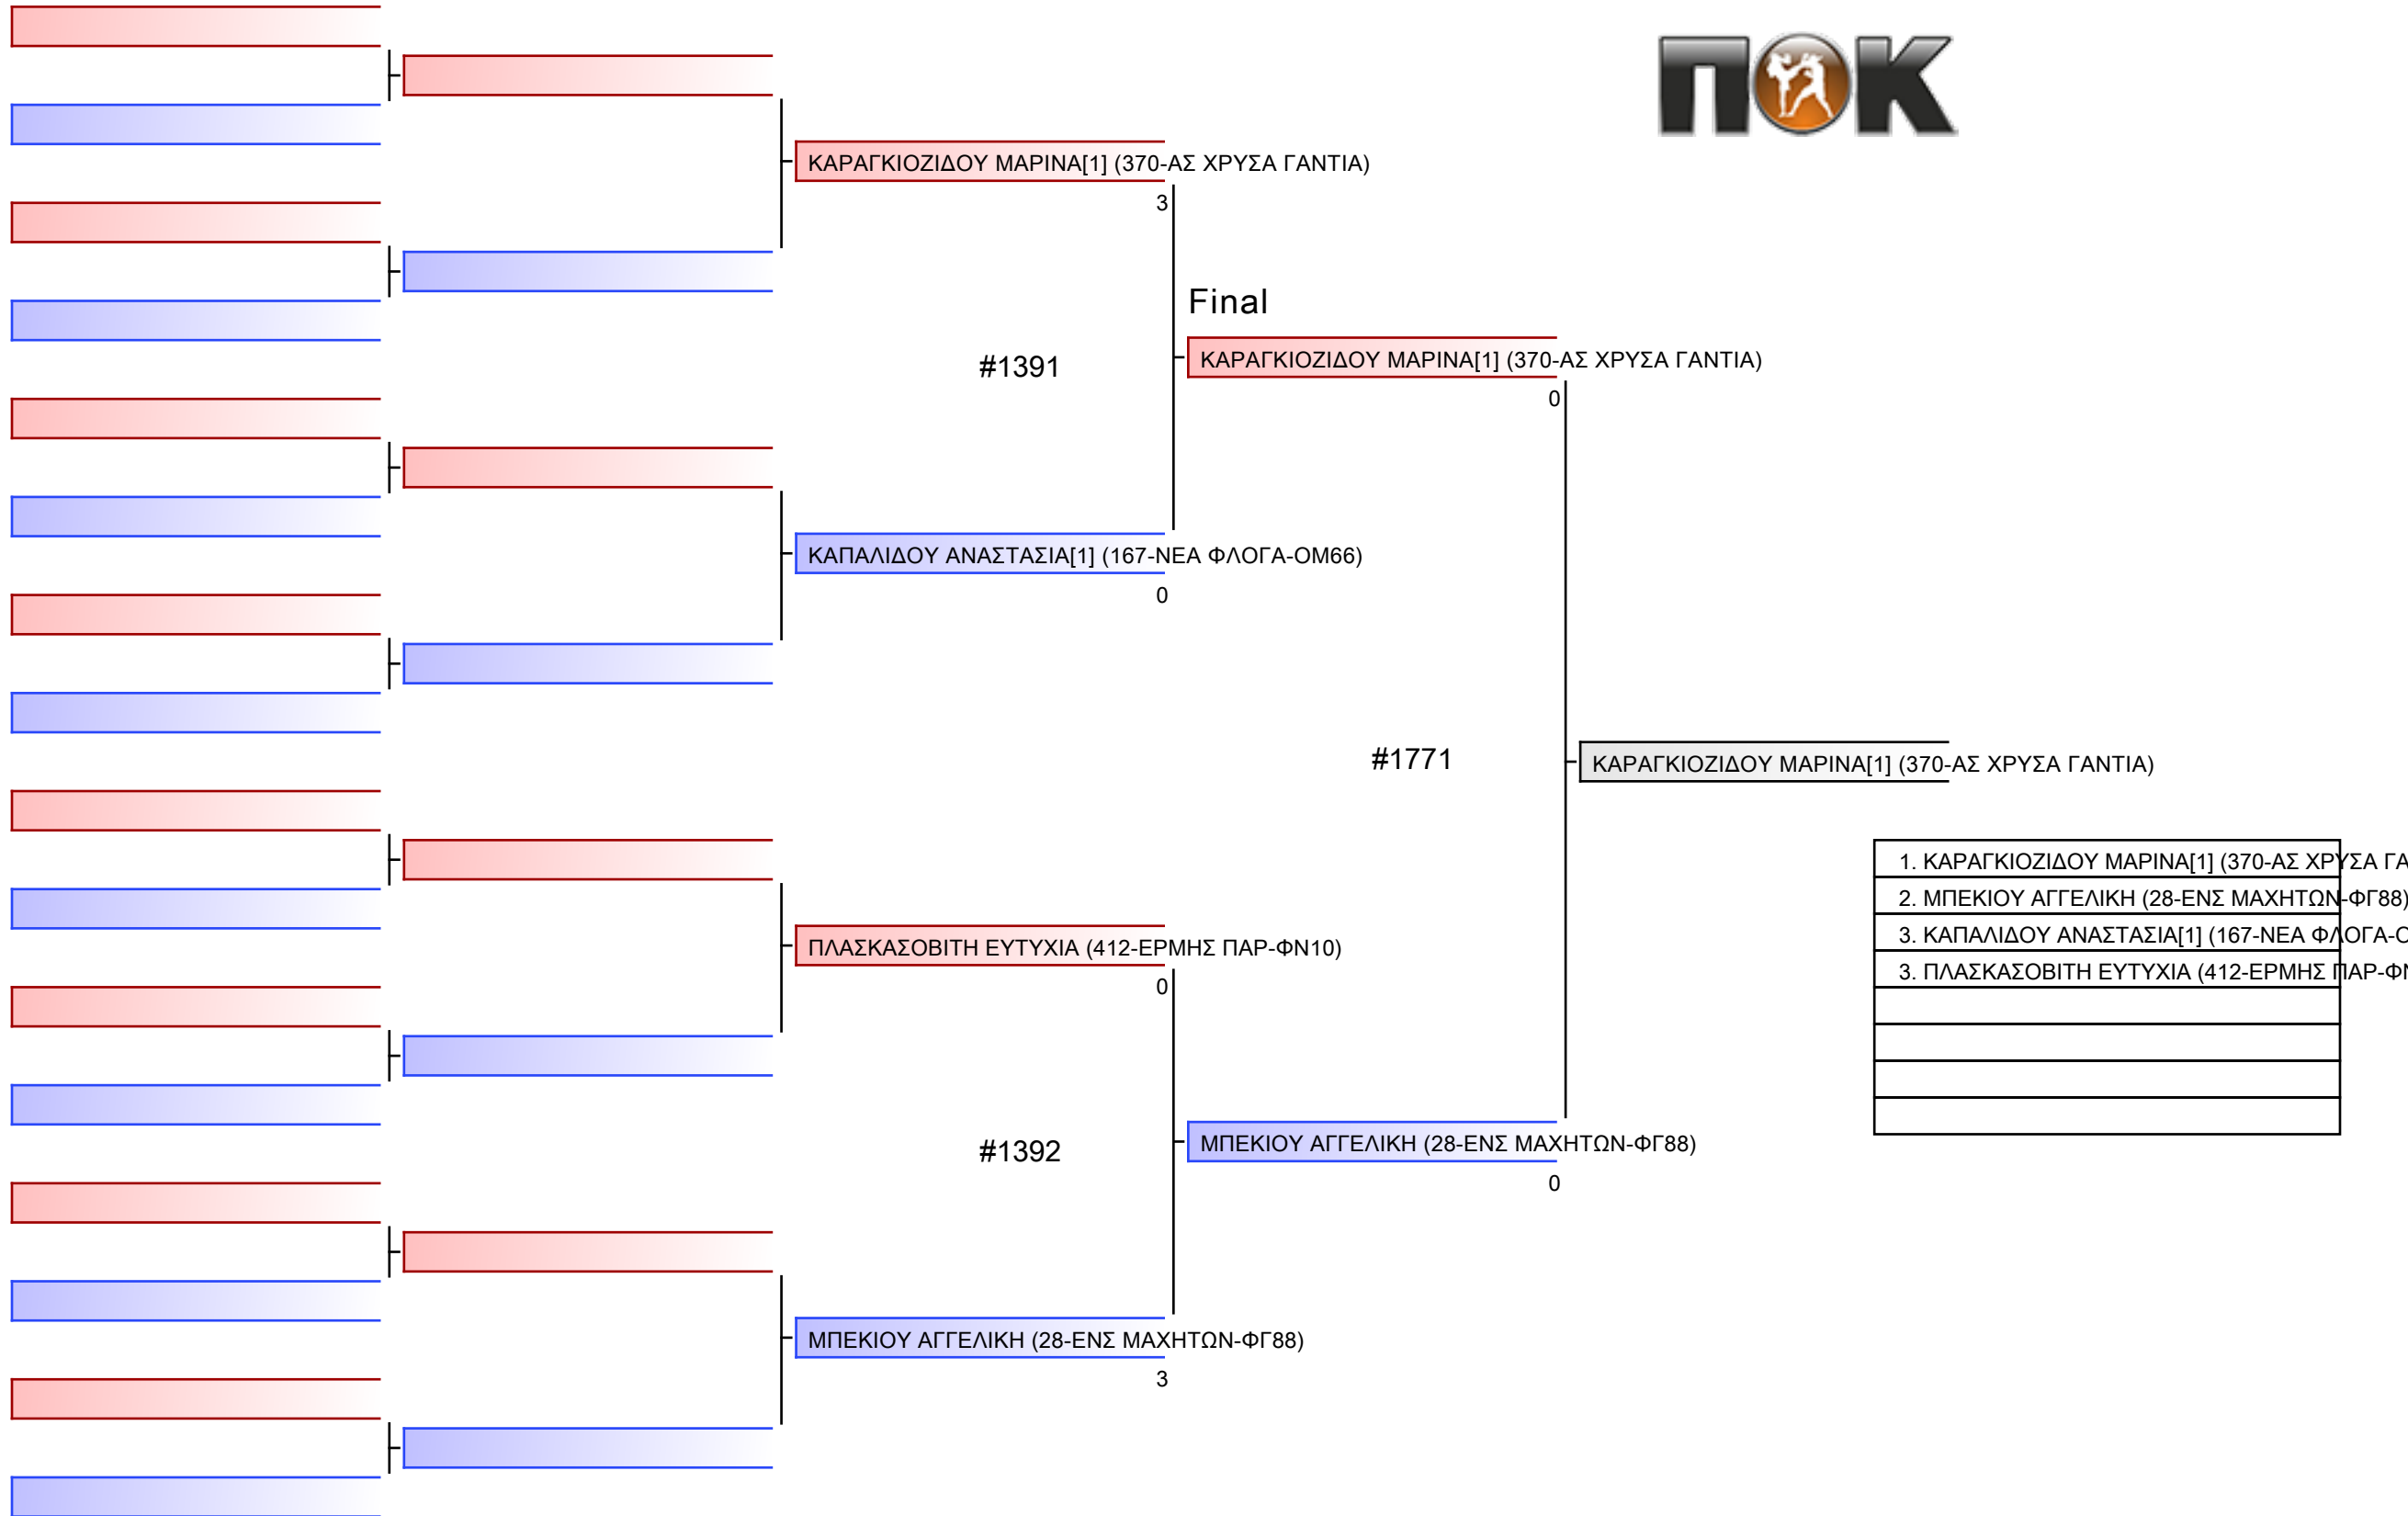 ΠΟΚ
ΚΑΡΑΓΚΙΟΖΙΔΟΥ ΜΑΡΙΝΑ[1] (370-ΑΣ ΧΡΥΣΑ ΓΑΝΤΙΑ)
3
Final
#1391
ΚΑΡΑΓΚΙΟΖΙΔΟΥ ΜΑΡΙΝΑ[1] (370-ΑΣ ΧΡΥΣΑ ΓΑΝΤΙΑ)
0
ΚΑΠΑΛΙΔΟΥ ΑΝΑΣΤΑΣΙΑ[1] (167-ΝΕΑ ΦΛΟΓΑ-ΟΜ66)
0
#1771
ΚΑΡΑΓΚΙΟΖΙΔΟΥ ΜΑΡΙΝΑ[1] (370-ΑΣ ΧΡΥΣΑ ΓΑΝΤΙΑ)
1. ΚΑΡΑΓΚΙΟΖΙΔΟΥ ΜΑΡΙΝΑ[1] (370-ΑΣ ΧΡΥΣΑ ΓΑ
2. ΜΠΕΚΙΟΥ ΑΓΓΕΛΙΚΗ (28-ΕΝΣ ΜΑΧΗΤΩΝ-ΦΓ88)
3. ΚΑΠΑΛΙΔΟΥ ΑΝΑΣΤΑΣΙΑ[1] (167-ΝΕΑ ΦΛΟΓΑ-Ο
3. ΠΛΑΣΚΑΣΟΒΙΤΗ ΕΥΤΥΧΙΑ (412-ΕΡΜΗΣ ΠΑΡ-ΦΝ
ΠΛΑΣΚΑΣΟΒΙΤΗ ΕΥΤΥΧΙΑ (412-ΕΡΜΗΣ ΠΑΡ-ΦΝ10)
0
#1392
ΜΠΕΚΙΟΥ ΑΓΓΕΛΙΚΗ (28-ΕΝΣ ΜΑΧΗΤΩΝ-ΦΓ88)
0
ΜΠΕΚΙΟΥ ΑΓΓΕΛΙΚΗ (28-ΕΝΣ ΜΑΧΗΤΩΝ-ΦΓ88)
3